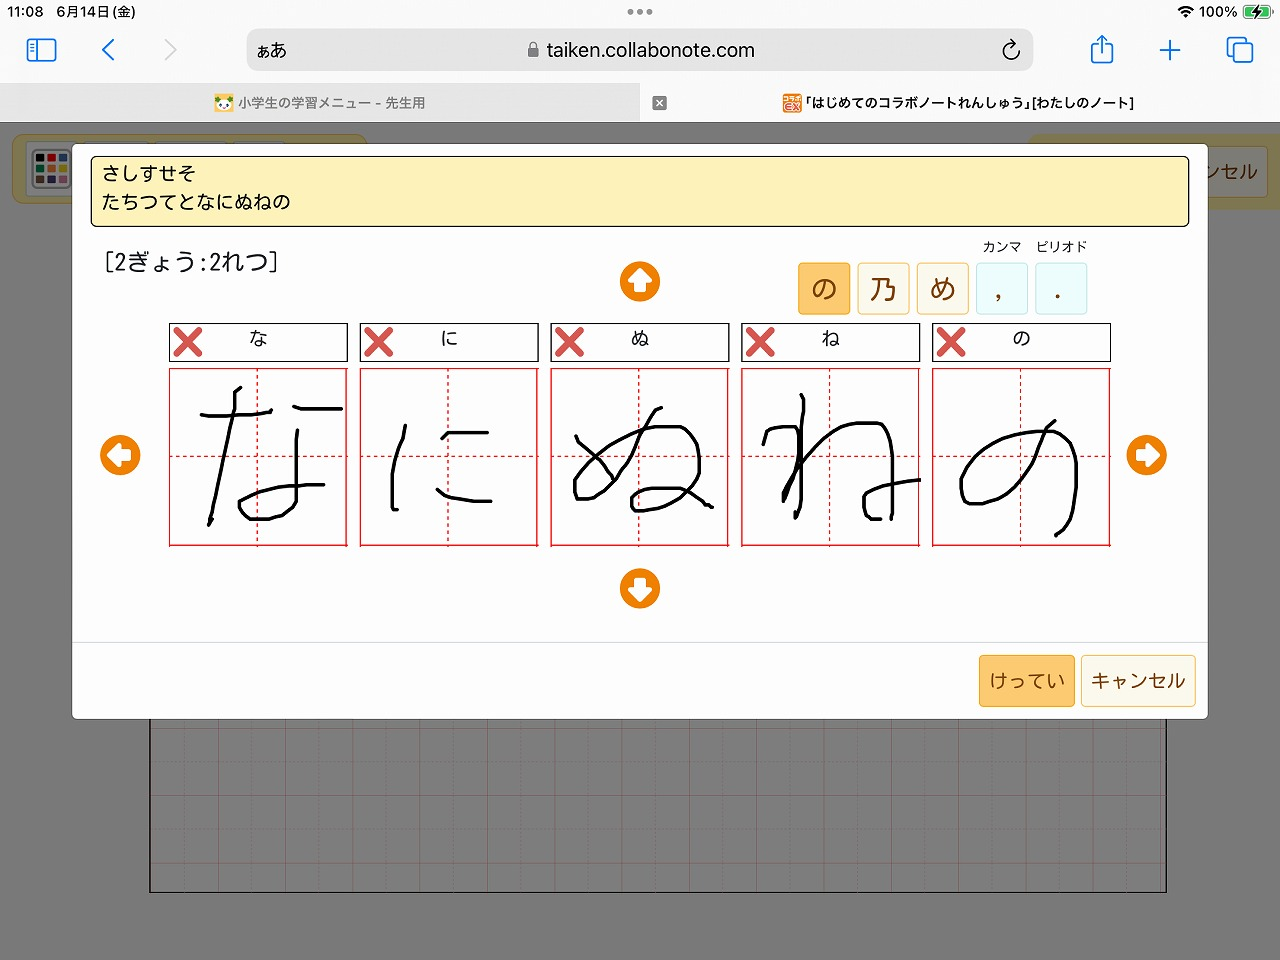 11:08 6月14日(金)
100%
ぁあ
taiken.collabonote.com
小学生の学習メニュー - 先生用
コラボEX
「はじめてのコラボノートれんしゅう」[わたしのノート]
ンセル
さしすせそ
たちつてとなにぬねの
[2ぎょう:2れつ]
カンマ ピリオド
の 乃 め , .
な に ぬ ね の
な に ぬ ね の
けってい キャンセル